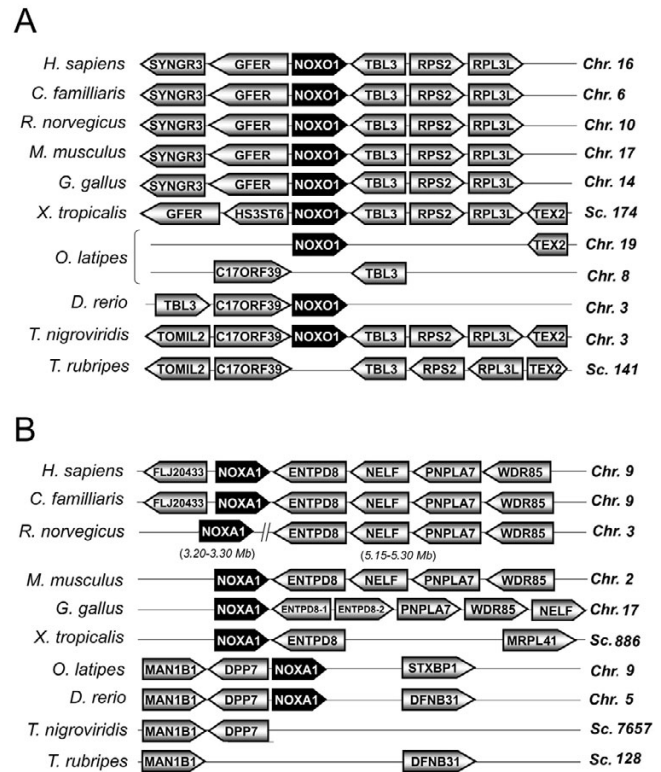 A
H. sapiens SYNGR3 GFER NOXO1 TBL3 RPS2 RPL3L Chr. 16
C. familliaris SYNGR3 GFER NOXO1 TBL3 RPS2 RPL3L Chr. 6
R. norvegicus SYNGR3 GFER NOXO1 TBL3 RPS2 RPL3L Chr. 10
M. musculus SYNGR3 GFER NOXO1 TBL3 RPS2 RPL3L Chr. 17
G. gallus SYNGR3 GFER NOXO1 TBL3 RPS2 RPL3L Chr. 14
X. tropicalis GFER HS3ST6 NOXO1 TBL3 RPS2 RPL3L TEX2 Sc. 174
NOXO1 TEX2 Chr. 19
O. latipes
C17ORF39 TBL3 Chr. 8
D. rerio TBL3 C17ORF39 NOXO1 Chr. 3
T. nigroviridis TOMIL2 C17ORF39 NOXO1 TBL3 RPS2 RPL3L TEX2 Chr. 3
T. rubripes TOMIL2 C17ORF39 TBL3 RPS2 RPL3L TEX2 Sc. 141
B
H. sapiens FLJ20433 NOXA1 ENTPD8 NELF PNPLA7 WDR85 Chr. 9
C. familliaris FLJ20433 NOXA1 ENTPD8 NELF PNPLA7 WDR85 Chr. 9
R. norvegicus NOXA1 // ENTPD8 NELF PNPLA7 WDR85 Chr. 3
(3.20-3.30 Mb) (5.15-5.30 Mb)
M. musculus NOXA1 ENTPD8 NELF PNPLA7 WDR85 Chr. 2
G. gallus NOXA1 ENTPD8-1 ENTPD8-2 PNPLA7 WDR85 NELF Chr. 17
X. tropicalis NOXA1 ENTPD8 MRPL41 Sc. 886
O. latipes MAN1B1 DPP7 NOXA1 STXBP1 Chr. 9
D. rerio MAN1B1 DPP7 NOXA1 DFNB31 Chr. 5
T. nigroviridis MAN1B1 DPP7 Sc. 7657
T. rubripes MAN1B1 DFNB31 Sc. 128